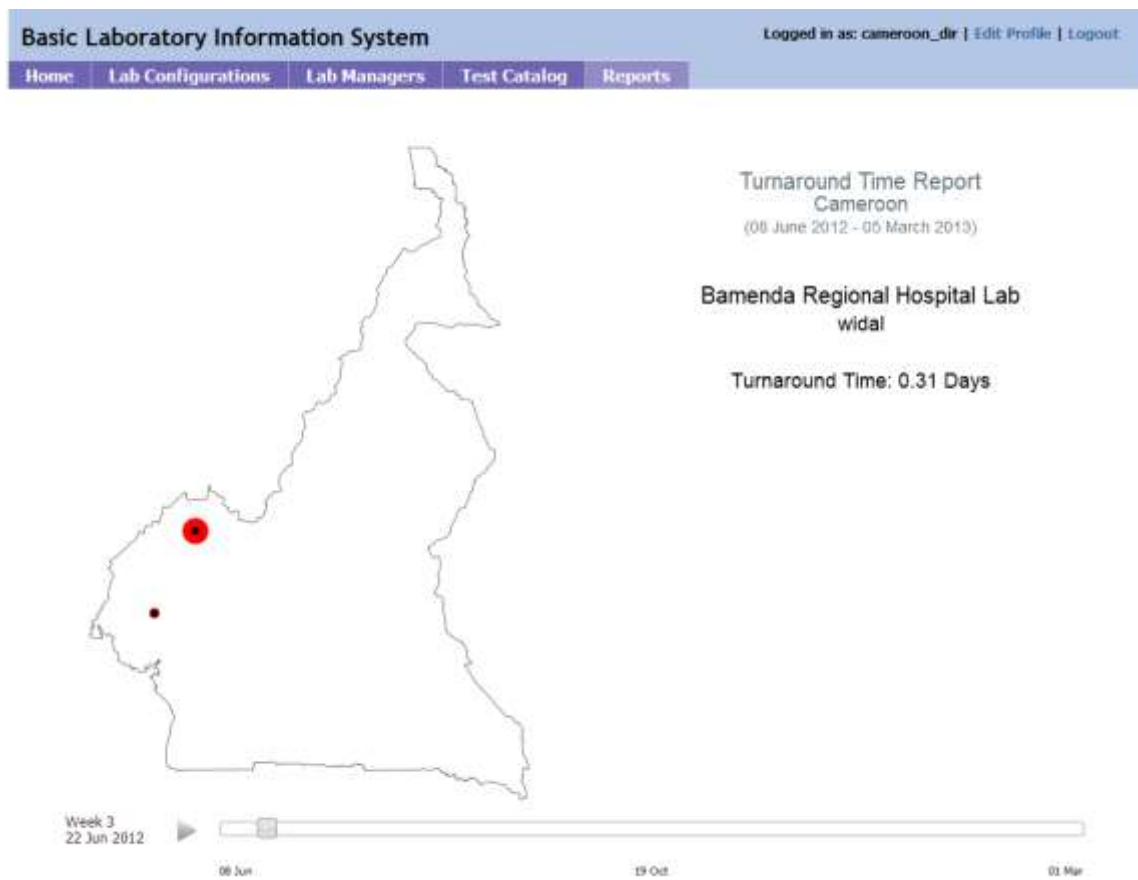 Basic Laboratory Information System
Logged in as: cameroon_dir | Edit Profile | Logout
Home Lab Configurations Lab Managers Test Catalog Reports
Turnaround Time Report
Cameroon
(08 June 2012 - 05 March 2013)
Bamenda Regional Hospital Lab
widal
Turnaround Time: 0.31 Days
Week 3
22 Jun 2012
08 Jun 19 Oct 01 Mar